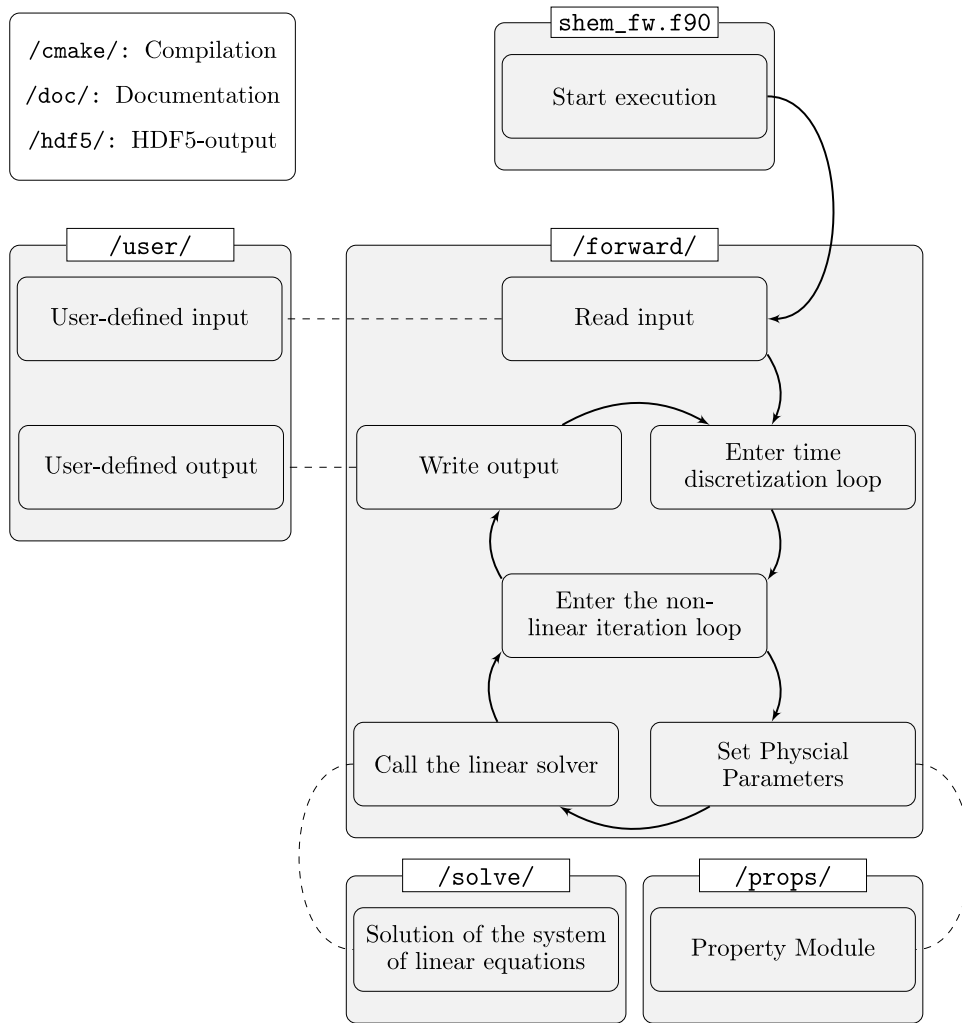 /cmake/: Compilation
/doc/: Documentation
/hdf5/: HDF5-output
shem_fw.f90
Start execution
/user/
User-defined input
User-defined output
/forward/
Read input
Write output
Enter time
discretization loop
Enter the non-
linear iteration loop
Call the linear solver
Set Physcial
Parameters
/solve/
Solution of the system
of linear equations
/props/
Property Module